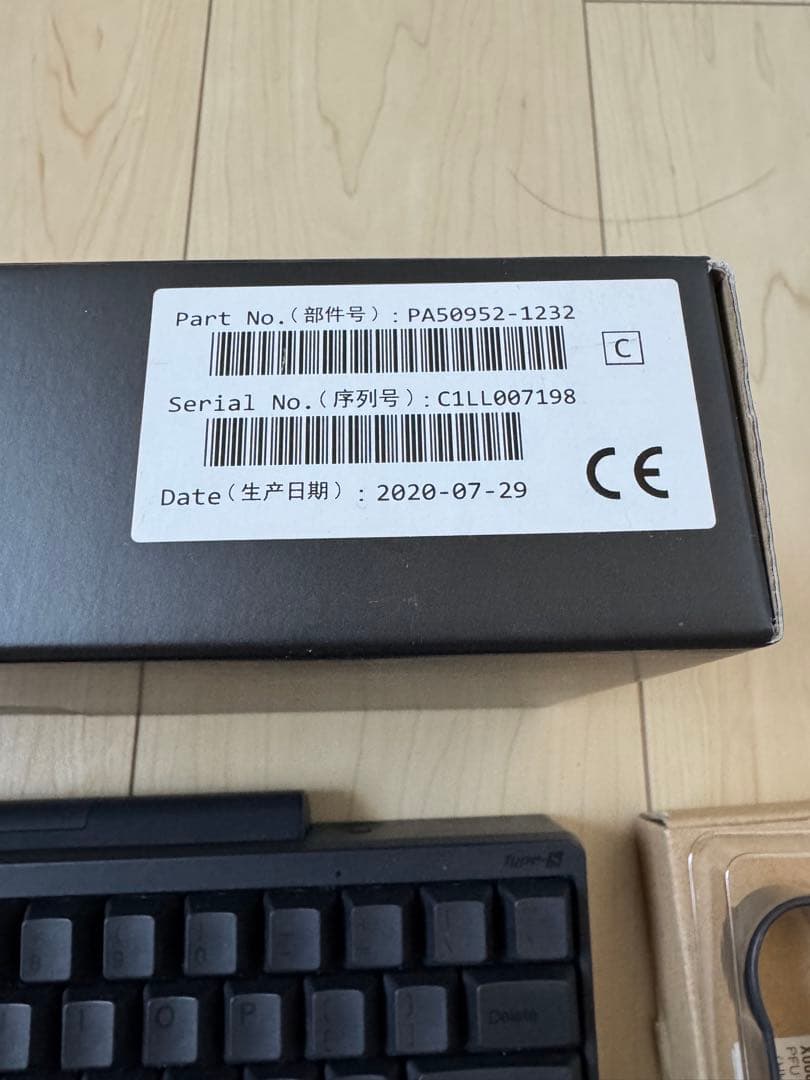 Part No.(部件号):PA50952-1232
C
Serial No.(序列号):C1LL007198
Date(生产日期): 2020-07-29
CE
Type-S
I O P
Delete